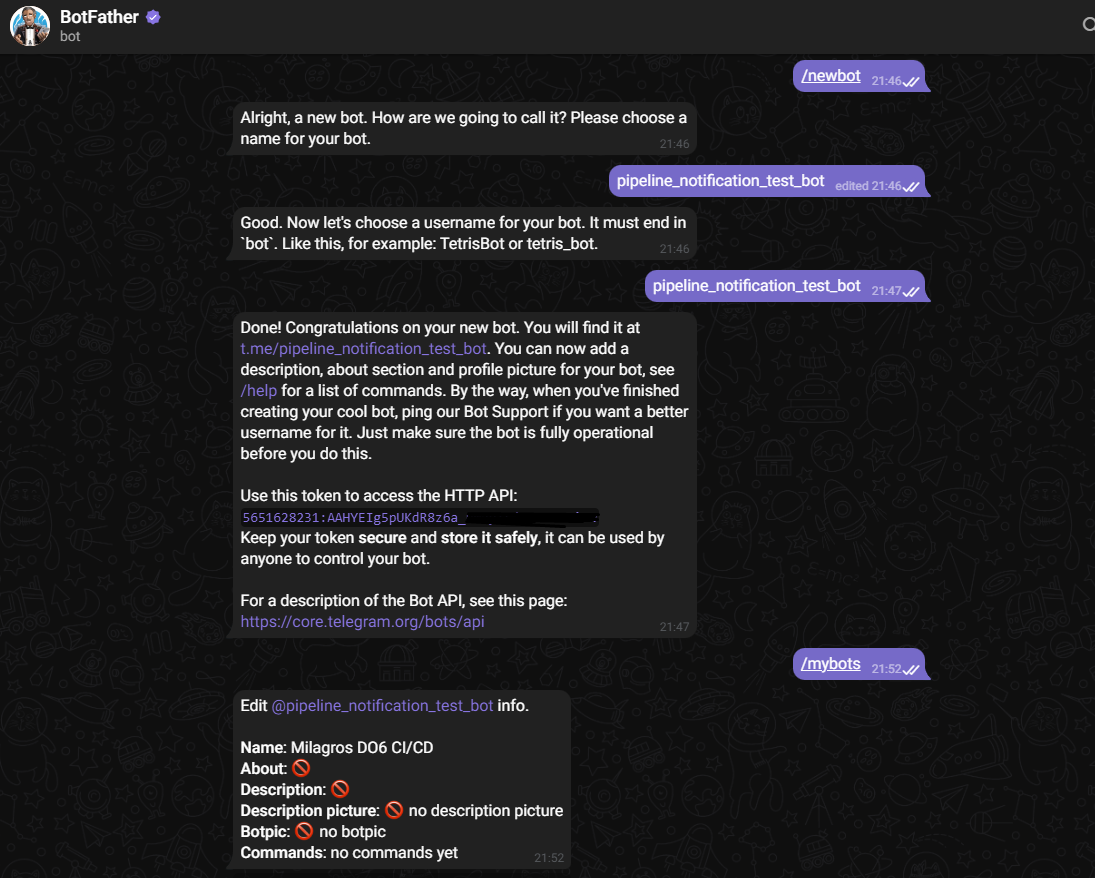 BotFather
bot
/newbot 21:46
Alright, a new bot. How are we going to call it? Please choose a
name for your bot.
21:46
pipeline_notification_test_bot edited 21:46
Good. Now let's choose a username for your bot. It must end in
`bot`. Like this, for example: TetrisBot or tetris_bot.
21:46
pipeline_notification_test_bot 21:47
Done! Congratulations on your new bot. You will find it at
t.me/pipeline_notification_test_bot. You can now add a
description, about section and profile picture for your bot, see
/help for a list of commands. By the way, when you've finished
creating your cool bot, ping our Bot Support if you want a better
username for it. Just make sure the bot is fully operational
before you do this.
Use this token to access the HTTP API:
5651628231:AAHYEIg5pUKdR8z6a_
Keep your token secure and store it safely, it can be used by
anyone to control your bot.
For a description of the Bot API, see this page:
https://core.telegram.org/bots/api
21:47
/mybots 21:52
Edit @pipeline_notification_test_bot info.
Name: Milagros DO6 CI/CD
About: 🚫
Description: 🚫
Description picture: 🚫 no description picture
Botpic: 🚫 no botpic
Commands: no commands yet
21:52